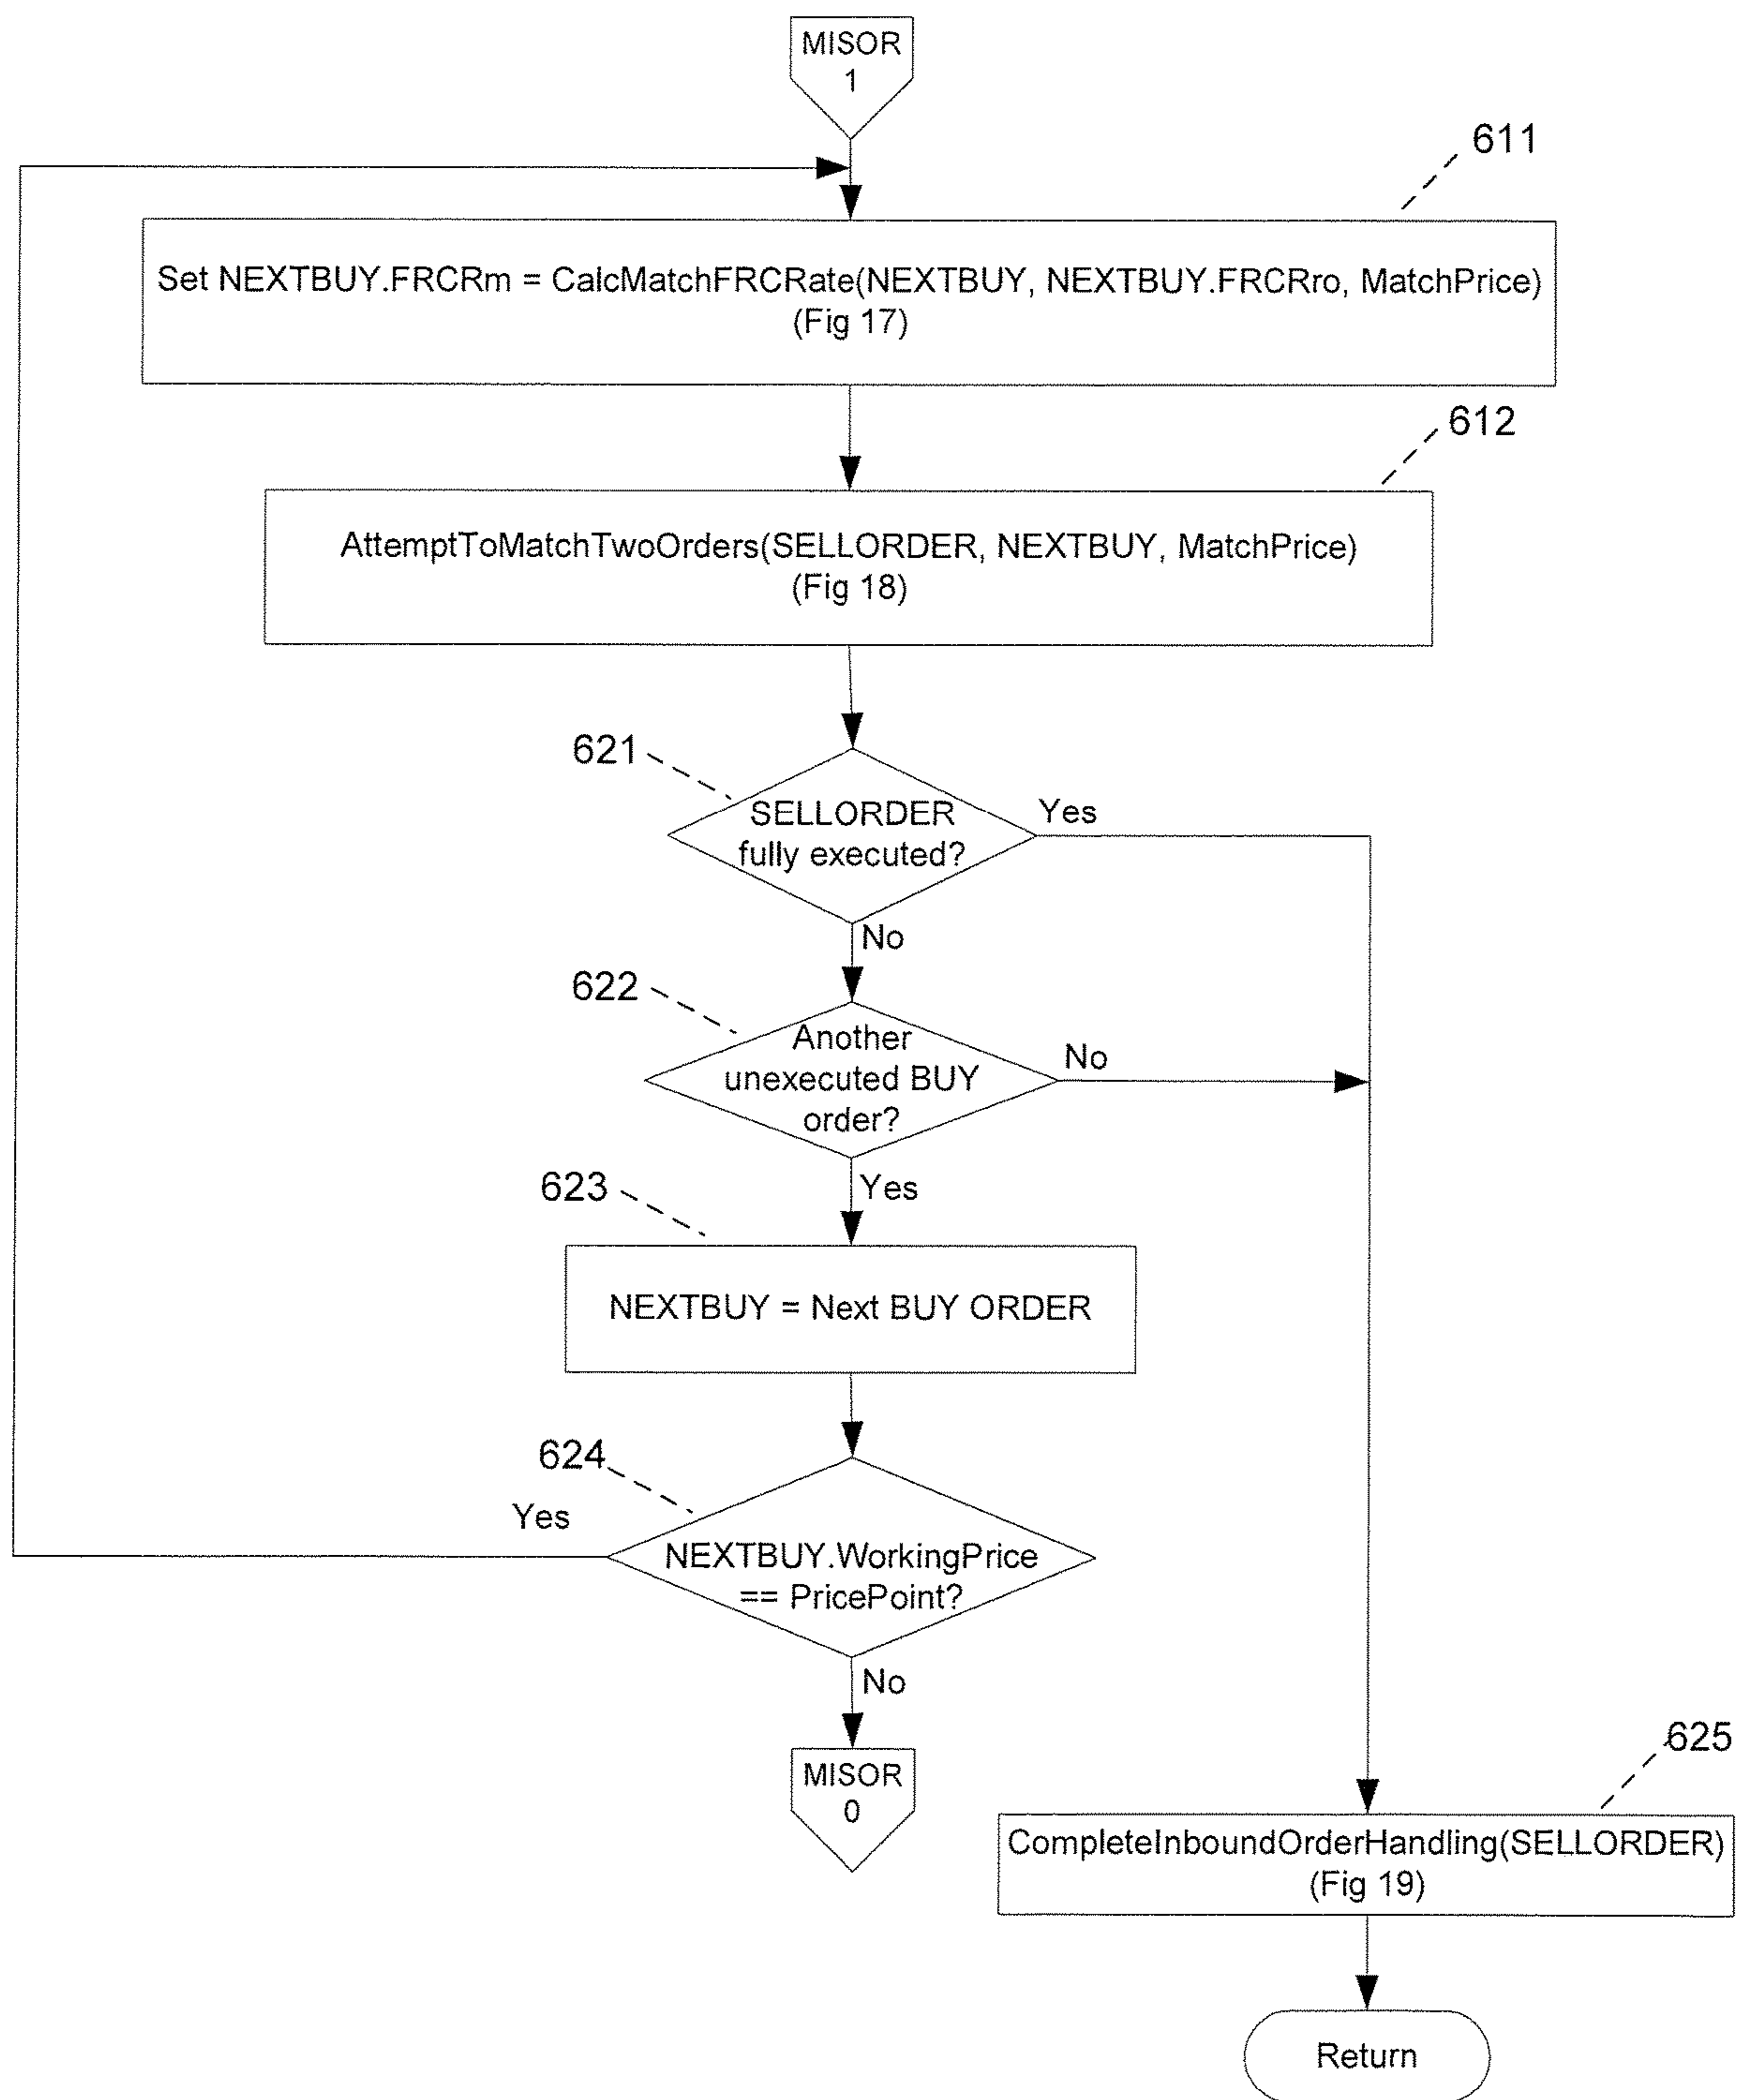 MISOR
1
611
Set NEXTBUY.FRCRm = CalcMatchFRCRate(NEXTBUY, NEXTBUY.FRCRro, MatchPrice)
(Fig 17)
612
AttemptToMatchTwoOrders(SELLORDER, NEXTBUY, MatchPrice)
(Fig 18)
621
SELLORDER
fully executed?
Yes
No
622
Another
unexecuted BUY
order?
No
Yes
623
NEXTBUY = Next BUY ORDER
624
Yes
NEXTBUY.WorkingPrice
== PricePoint?
No
MISOR
0
625
CompleteInboundOrderHandling(SELLORDER)
(Fig 19)
Return